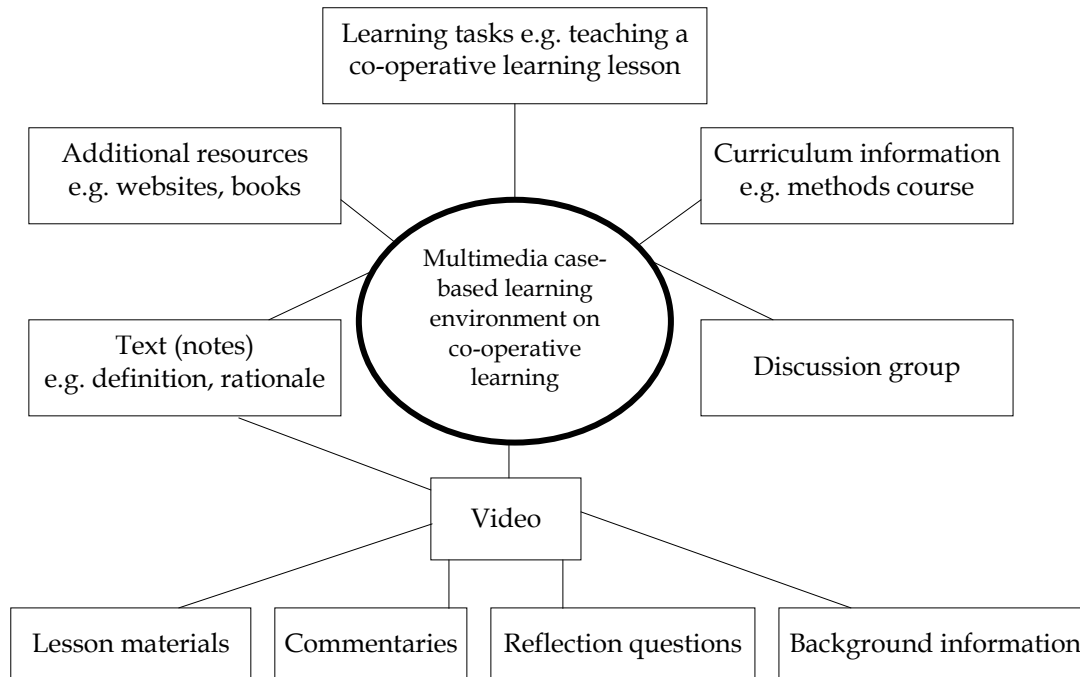 Learning tasks e.g. teaching a
co-operative learning lesson
Additional resources
e.g. websites, books
Curriculum information
e.g. methods course
Multimedia case-
based learning
environment on
co-operative
learning
Text (notes)
e.g. definition, rationale
Discussion group
Video
Lesson materials
Commentaries
Reflection questions
Background information